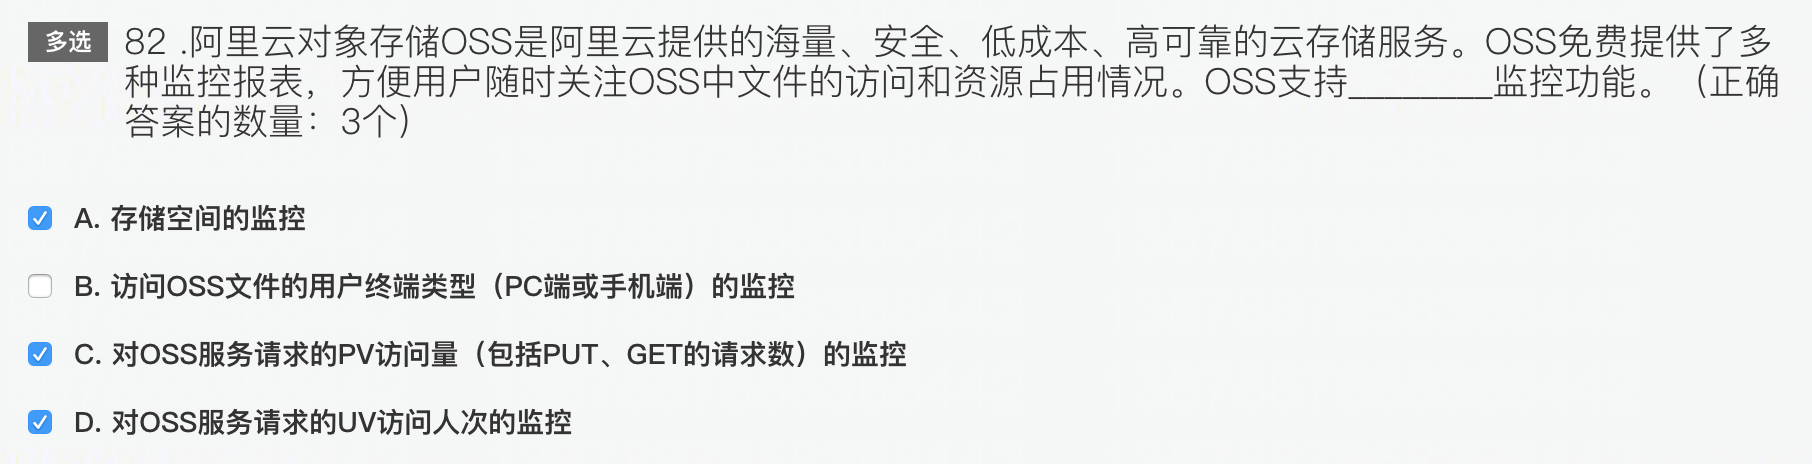 多选 82 .阿里云对象存储OSS是阿里云提供的海量、安全、低成本、高可靠的云存储服务。OSS免费提供了多
种监控报表，方便用户随时关注OSS中文件的访问和资源占用情况。OSS支持________监控功能。（正确
答案的数量：3个）
A. 存储空间的监控
B. 访问OSS文件的用户终端类型（PC端或手机端）的监控
C. 对OSS服务请求的PV访问量（包括PUT、GET的请求数）的监控
D. 对OSS服务请求的UV访问人次的监控